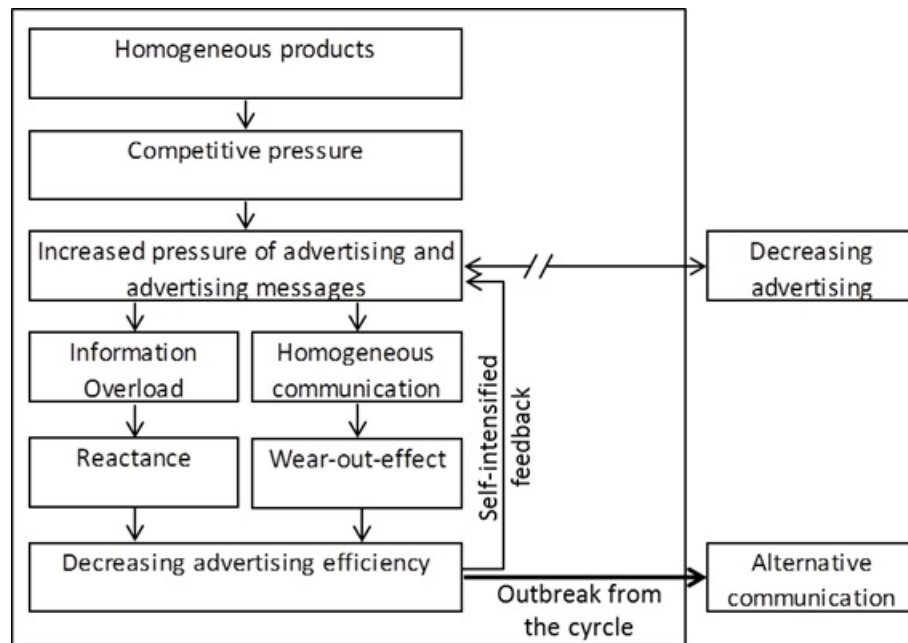 Homogeneous products
Competitive pressure
Increased pressure of advertising and
advertising messages
Decreasing
advertising
Information
Overload
Homogeneous
communication
Reactance
Wear-out-effect
Self-intensified
feedback
Decreasing advertising efficiency
Outbreak from
the cyrcle
Alternative
communication